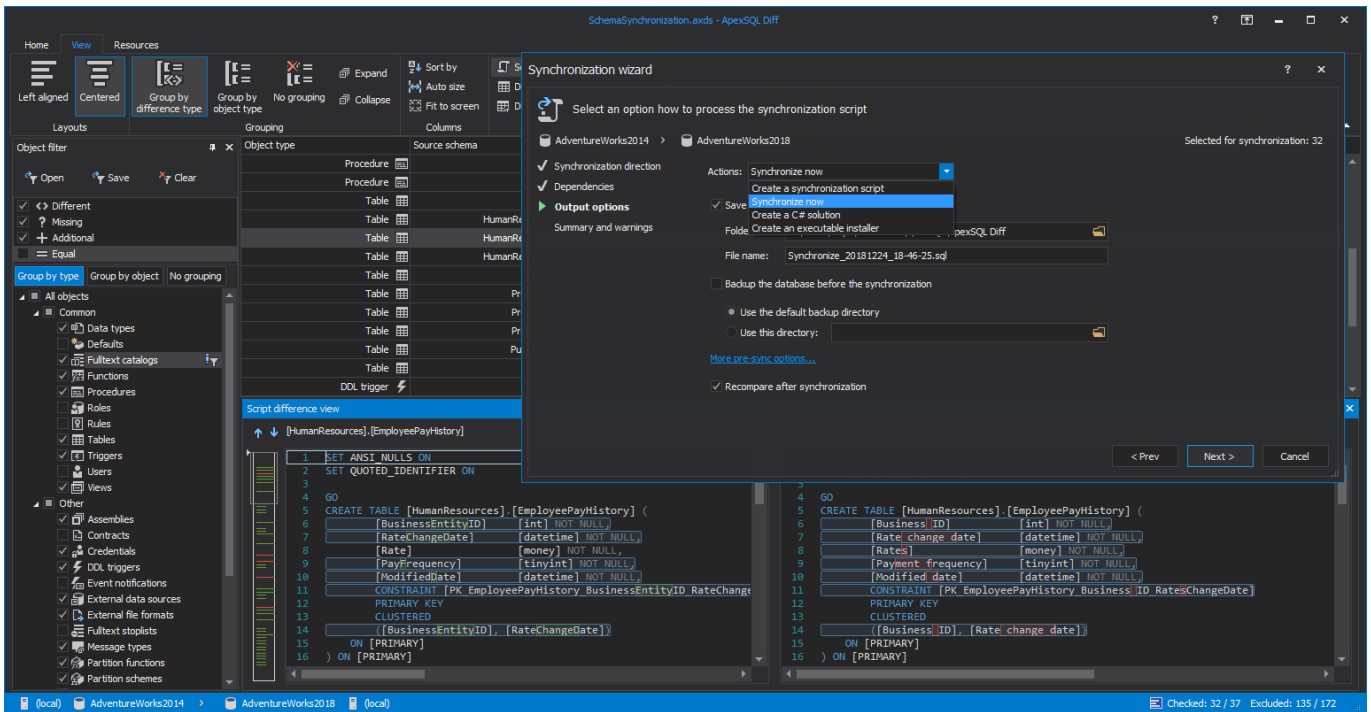 SchemaSynchronization.axds - ApexSQL Diff
Home View Resources
Left aligned Centered
Group by difference type
Group by object type
No grouping
Expand
Collapse
Sort by
Auto size
Fit to screen
Layouts Grouping Columns
Object filter
Open Save Clear
Different
Missing
Additional
Equal
Group by type Group by object No grouping
All objects
Common
Data types
Defaults
Fulltext catalogs
Functions
Procedures
Roles
Rules
Tables
Triggers
Users
Views
Other
Assemblies
Contracts
Credentials
DDL triggers
Event notifications
External data sources
External file formats
Fulltext stoplists
Message types
Partition functions
Partition schemes
Object type Source schema
Procedure
Procedure
Table
Table HumanRe
Table HumanRe
Table HumanRe
Table
Table Pr
Table Pr
Table Pr
Table Pu
Table
DDL trigger
Synchronization wizard
Select an option how to process the synchronization script
AdventureWorks2014 > AdventureWorks2018 Selected for synchronization: 32
Synchronization direction
Dependencies
Output options
Summary and warnings
Actions: Synchronize now
Create a synchronization script
Synchronize now
Create a C# solution
Create an executable installer
Save
Folde pexSQL Diff
File name: Synchronize_20181224_18-46-25.sql
Backup the database before the synchronization
Use the default backup directory
Use this directory:
More pre-sync options...
Recompare after synchronization
< Prev Next > Cancel
Script difference view
[HumanResources].[EmployeePayHistory]
1 SET ANSI_NULLS ON
2 SET QUOTED_IDENTIFIER ON
3
4 GO
5 CREATE TABLE [HumanResources].[EmployeePayHistory] (
6 [BusinessEntityID] [int] NOT NULL,
7 [RateChangeDate] [datetime] NOT NULL,
8 [Rate] [money] NOT NULL,
9 [PayFrequency] [tinyint] NOT NULL,
10 [ModifiedDate] [datetime] NOT NULL,
11 CONSTRAINT [PK_EmployeePayHistory_BusinessEntityID_RateChange
12 PRIMARY KEY
13 CLUSTERED
14 ([BusinessEntityID], [RateChangeDate])
15 ON [PRIMARY]
16 ) ON [PRIMARY]
3
4 GO
5 CREATE TABLE [HumanResources].[EmployeePayHistory] (
6 [Business ID] [int] NOT NULL,
7 [Rate change date] [datetime] NOT NULL,
8 [Rates] [money] NOT NULL,
9 [Payment frequency] [tinyint] NOT NULL,
10 [Modified date] [datetime] NOT NULL,
11 CONSTRAINT [PK_EmployeePayHistory_Business ID_RatesChangeDate]
12 PRIMARY KEY
13 CLUSTERED
14 ([Business ID], [Rate change date])
15 ON [PRIMARY]
16 ) ON [PRIMARY]
(local) AdventureWorks2014 > AdventureWorks2018 (local) Checked: 32 / 37 Excluded: 135 / 172